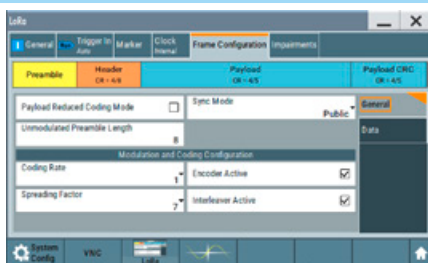 LoRa
General
Trigger In
Auto
Marker
Clock
Internal
Frame Configuration
Impairments
Preamble
Header
CR = 4/8
Payload
CR = 4/5
Payload CRC
CR = 4/5
Payload Reduced Coding Mode
Sync Mode
Public
General
Unmodulated Preamble Length
8
Data
Modulation and Coding Configuration
Coding Rate
1
Encoder Active
Spreading Factor
7
Interleaver Active
System
Config
VNC
LoRa